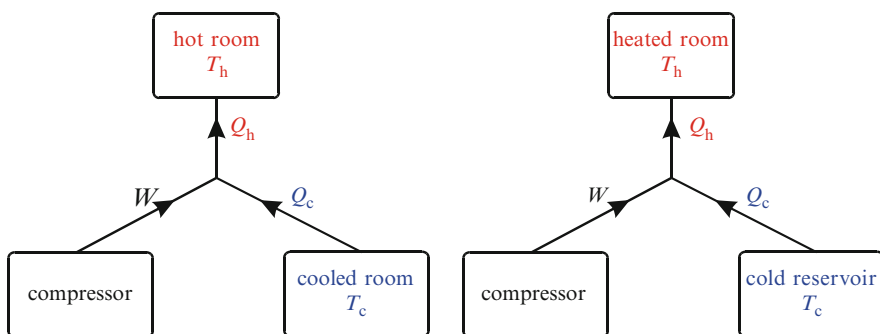 hot room
T_h
Q_h
W
Q_c
compressor
cooled room
T_c
heated room
T_h
Q_h
W
Q_c
compressor
cold reservoir
T_c